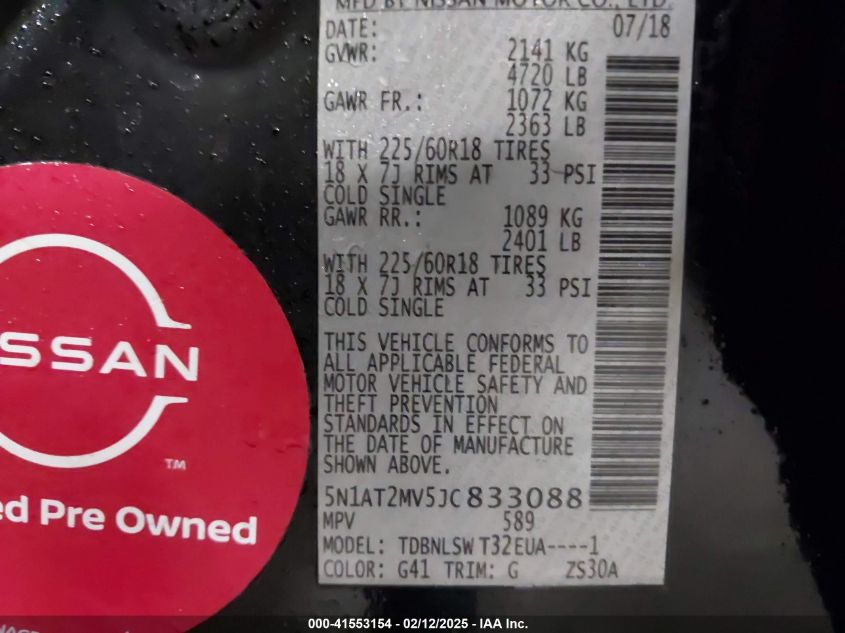 MFD BY NISSAN MOTOR CO., LTD.
DATE: 07/18
GVWR: 2141 KG
4720 LB
GAWR FR.: 1072 KG
2363 LB
WITH 225/60R18 TIRES
18 X 7J RIMS AT 33 PSI
COLD SINGLE
GAWR RR.: 1089 KG
2401 LB
WITH 225/60R18 TIRES
18 X 7J RIMS AT 33 PSI
COLD SINGLE
THIS VEHICLE CONFORMS TO
ALL APPLICABLE FEDERAL
MOTOR VEHICLE SAFETY AND
THEFT PREVENTION
STANDARDS IN EFFECT ON
THE DATE OF MANUFACTURE
SHOWN ABOVE.
5N1AT2MV5JC833088
MPV 589
MODEL: TDBNLSW T32EUA----1
COLOR: G41 TRIM: G ZS30A
ISSAN
TM
ed Pre Owned
000-41553154 - 02/12/2025 - IAA Inc.